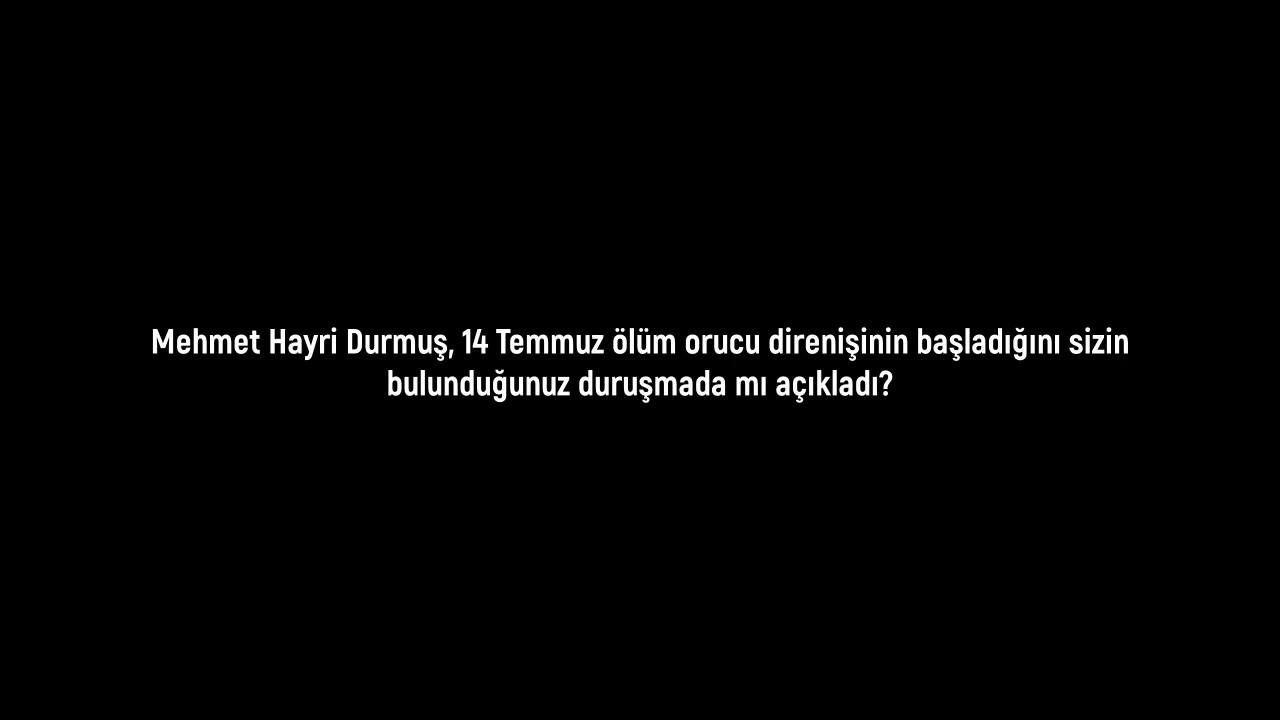 Mehmet Hayri Durmuş, 14 Temmuz ölüm orucu direnişinin başladığını sizin
bulunduğunuz duruşmada mı açıkladı?